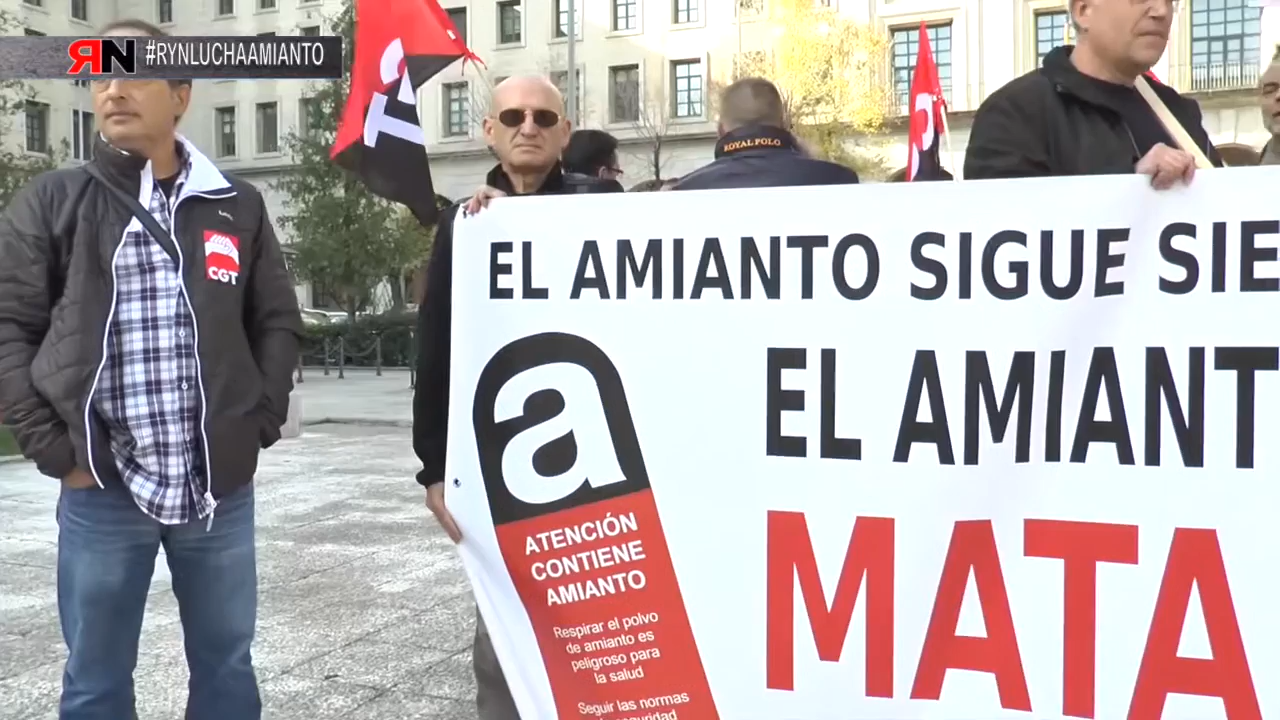 RN #RYNLUCHAAMIANTO
ROYAL POLO
CGT
EL AMIANTO SIGUE SIE
EL AMIANT
MATA
a
ATENCIÓN
CONTIENE
AMIANTO
Respirar el polvo
de amianto es
peligroso para
la salud
Seguir las normas
seguridad